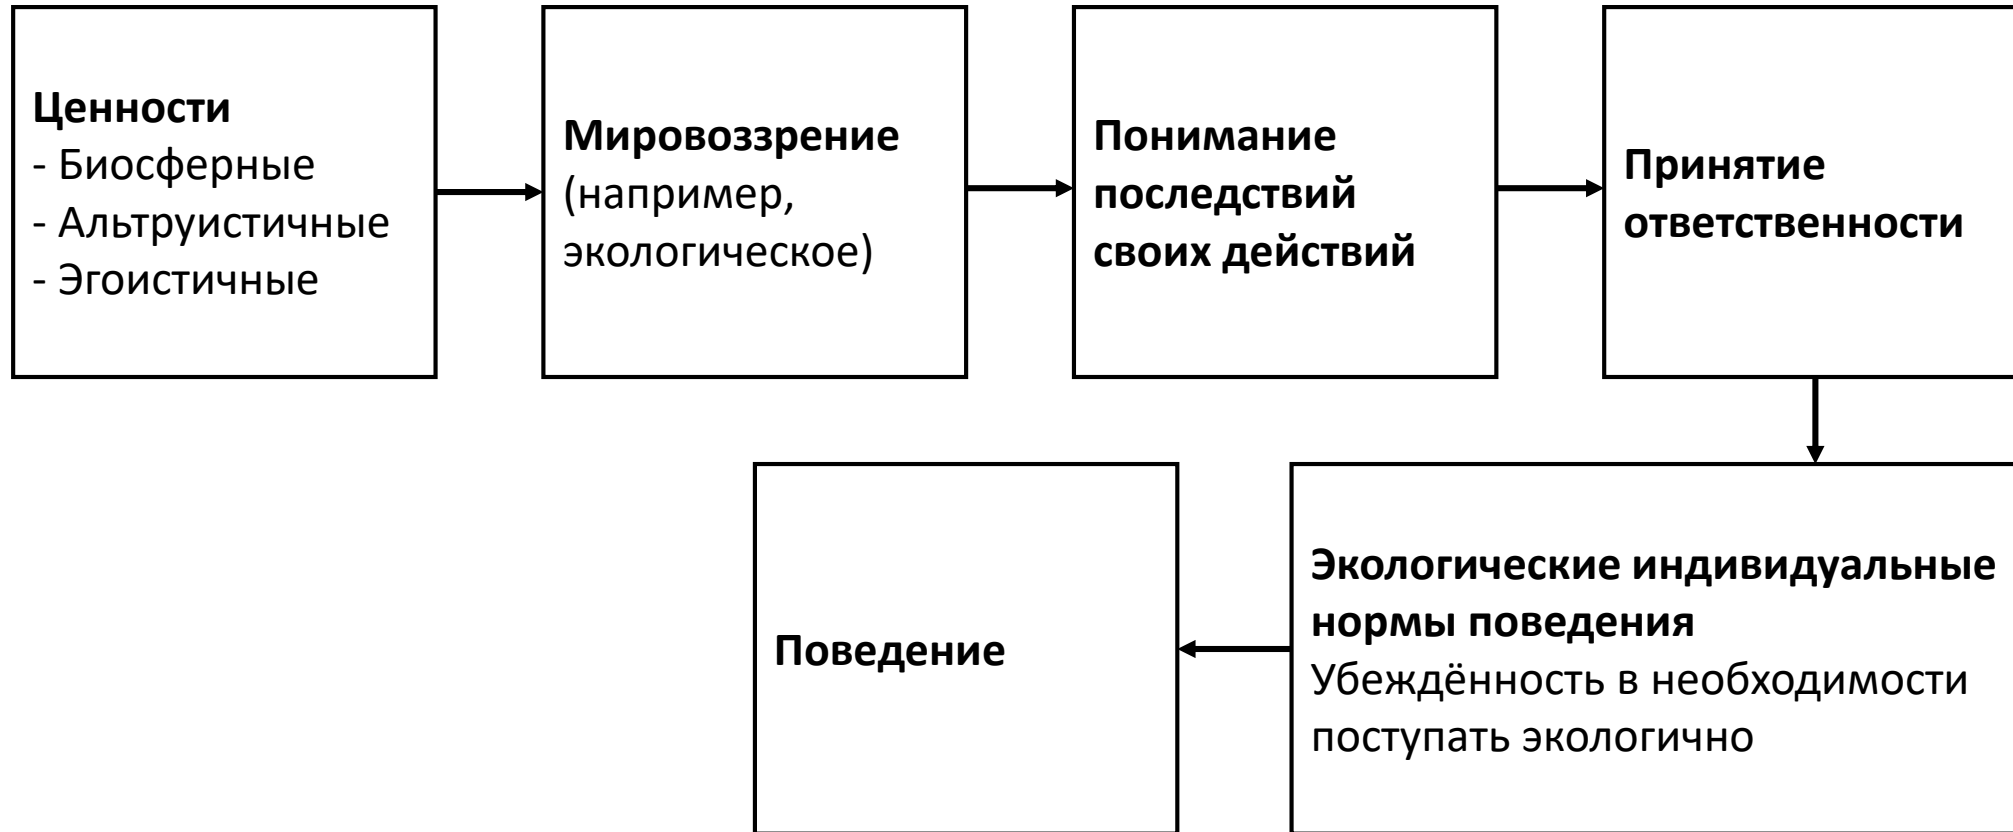 Ценности
- Биосферные
- Альтруистичные
- Эгоистичные
Мировоззрение
(например,
экологическое)
Понимание
последствий
своих действий
Принятие
ответственности
Экологические индивидуальные
нормы поведения
Убеждённость в необходимости
поступать экологично
Поведение